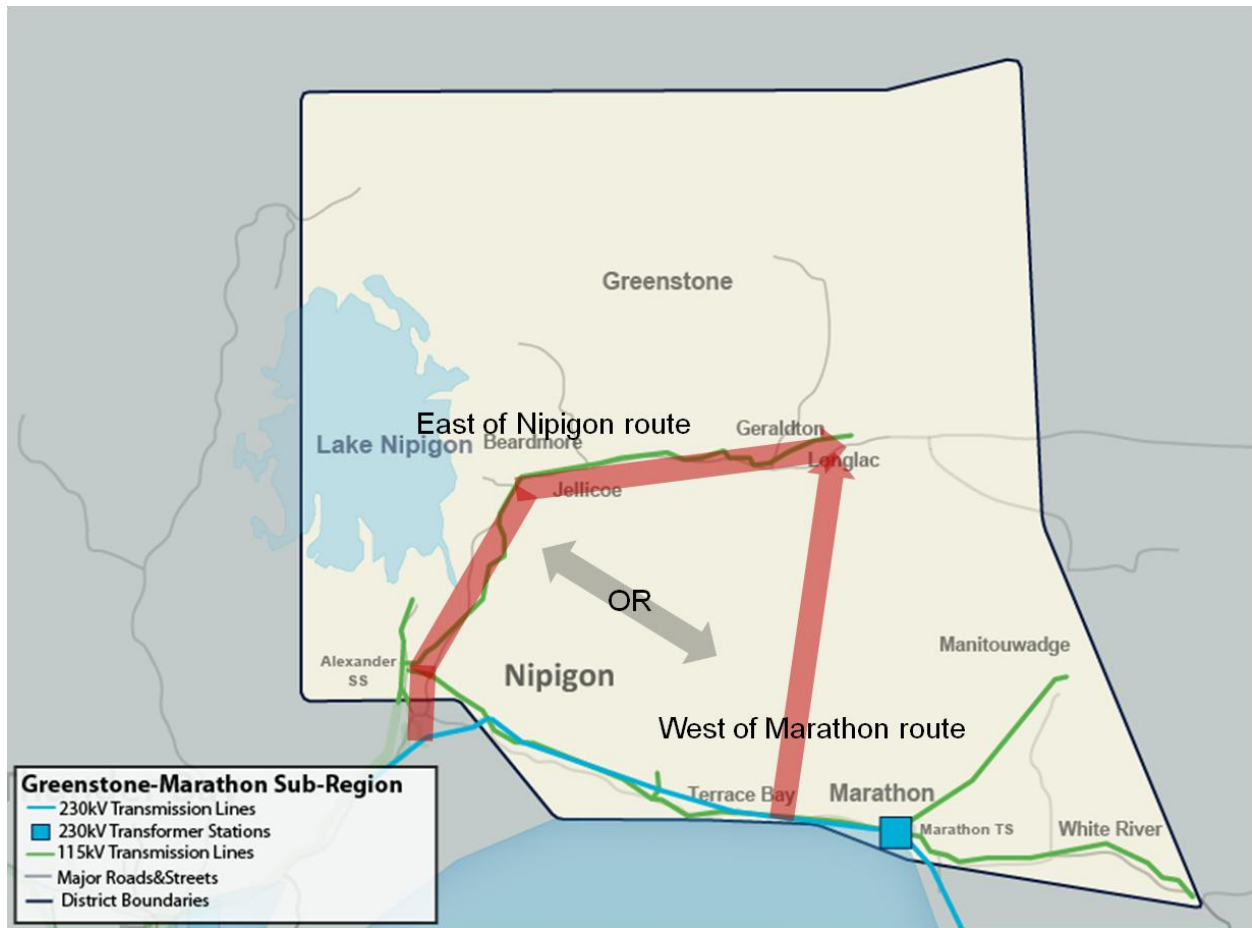 Greenstone
East of Nipigon route
Geraldton
Lake Nipigon
Beardmore
Longlac
Jellicoe
OR
Manitouwadge
Alexander
SS
Nipigon
West of Marathon route
Terrace Bay
Marathon
Marathon TS
White River
Greenstone-Marathon Sub-Region
230kV Transmission Lines
230kV Transformer Stations
115kV Transmission Lines
Major Roads&Streets
District Boundaries